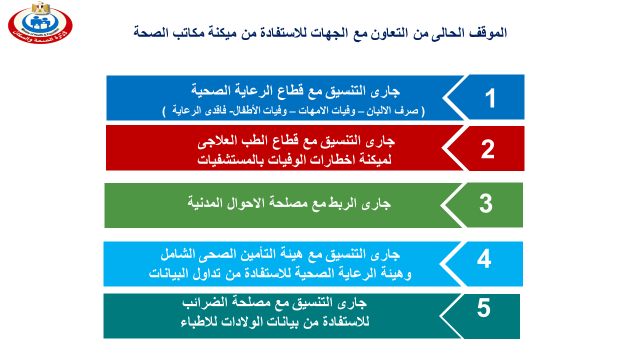 الموقف الحالى من التعاون مع الجهات للاستفادة من ميكنة مكاتب الصحة
وزارة الصحة والسكان
1
جارى التنسيق مع قطاع الرعاية الصحية
( صرف الالبان – وفيات الامهات – وفيات الأطفال- فاقدى الرعاية )
2
جارى التنسيق مع قطاع الطب العلاجى
لميكنة اخطارات الوفيات بالمستشفيات
3
جارى الربط مع مصلحة الاحوال المدنية
4
جارى التنسيق مع هيئة التأمين الصحى الشامل
وهيئة الرعاية الصحية للاستفادة من تداول البيانات
5
جارى التنسيق مع مصلحة الضرائب
للاستفادة من بيانات الولادات للاطباء